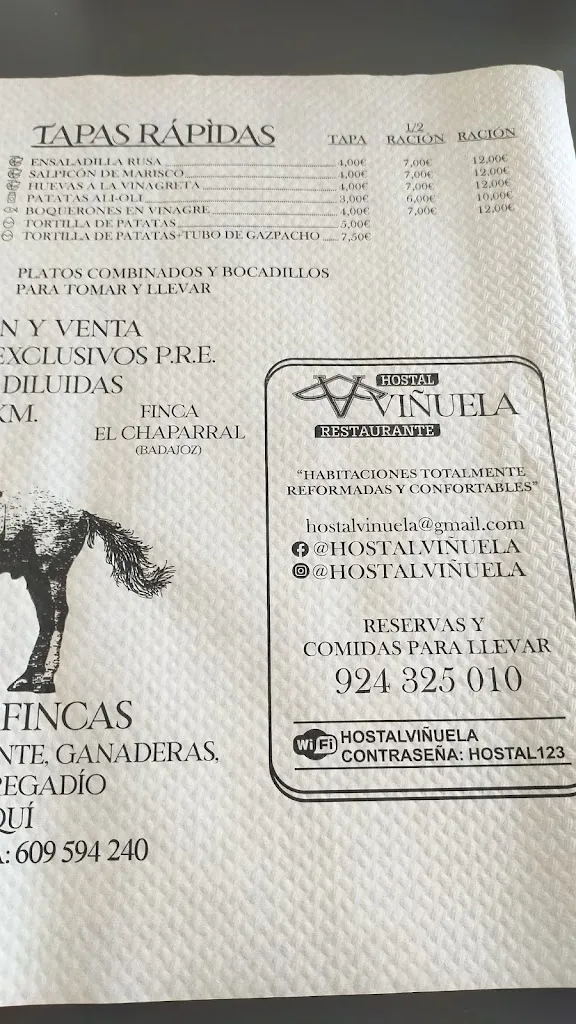 TAPAS RÁPÌDAS TAPA 1/2 RACIÓN RACIÓN
ENSALADILLA RUSA 4,00€ 7,00€ 12,00€
SALPICÓN DE MARISCO 4,00€ 7,00€ 12,00€
HUEVAS A LA VINAGRETA 4,00€ 7,00€ 12,00€
PATATAS ALI-OLI 3,00€ 6,00€ 10,00€
BOQUERONES EN VINAGRE 4,00€ 7,00€ 12,00€
TORTILLA DE PATATAS 5,00€
TORTILLA DE PATATAS+TUBO DE GAZPACHO 7,50€
PLATOS COMBINADOS Y BOCADILLOS
PARA TOMAR Y LLEVAR
N Y VENTA
EXCLUSIVOS P.R.E.
DILUIDAS
KM.
FINCA
EL CHAPARRAL
(BADAJOZ)
FINCAS
NTE, GANADERAS,
REGADÍO
QUÍ
A: 609 594 240
HOSTAL
VIÑUELA
RESTAURANTE
"HABITACIONES TOTALMENTE
REFORMADAS Y CONFORTABLES"
hostalvinuela@gmail.com
@HOSTALVIÑUELA
@HOSTALVIÑUELA
RESERVAS Y
COMIDAS PARA LLEVAR
924 325 010
WiFi HOSTALVIÑUELA
CONTRASEÑA: HOSTAL123